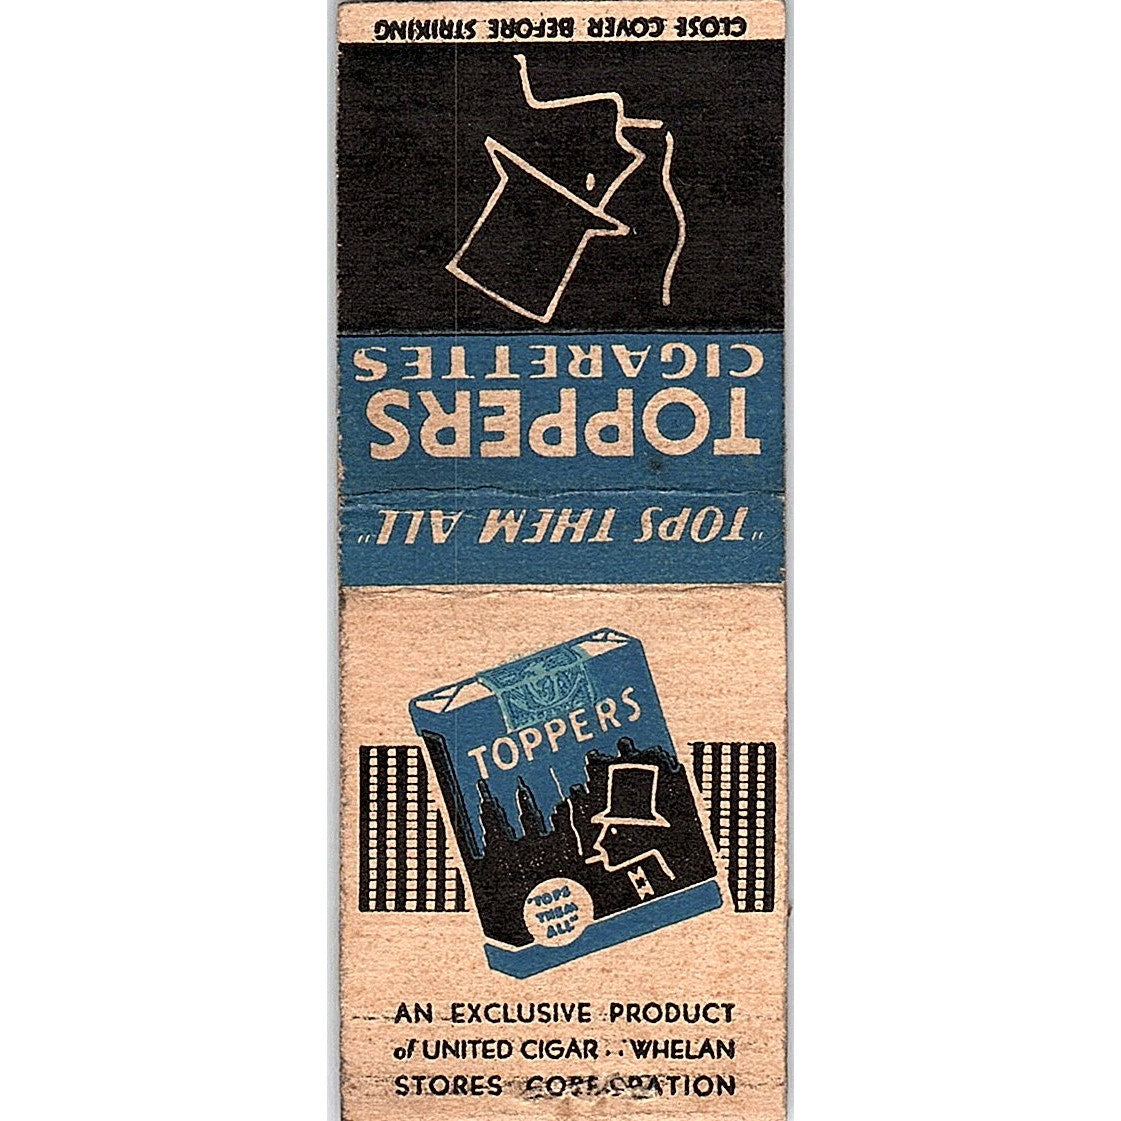 CLOSE COVER BEFORE STRIKING
TOPPERS
CIGARETTES
"TOPS THEM ALL"
TOPPERS
"TOPS
THEM
ALL"
AN EXCLUSIVE PRODUCT
of UNITED CIGAR .. WHELAN
STORES CORPORATION